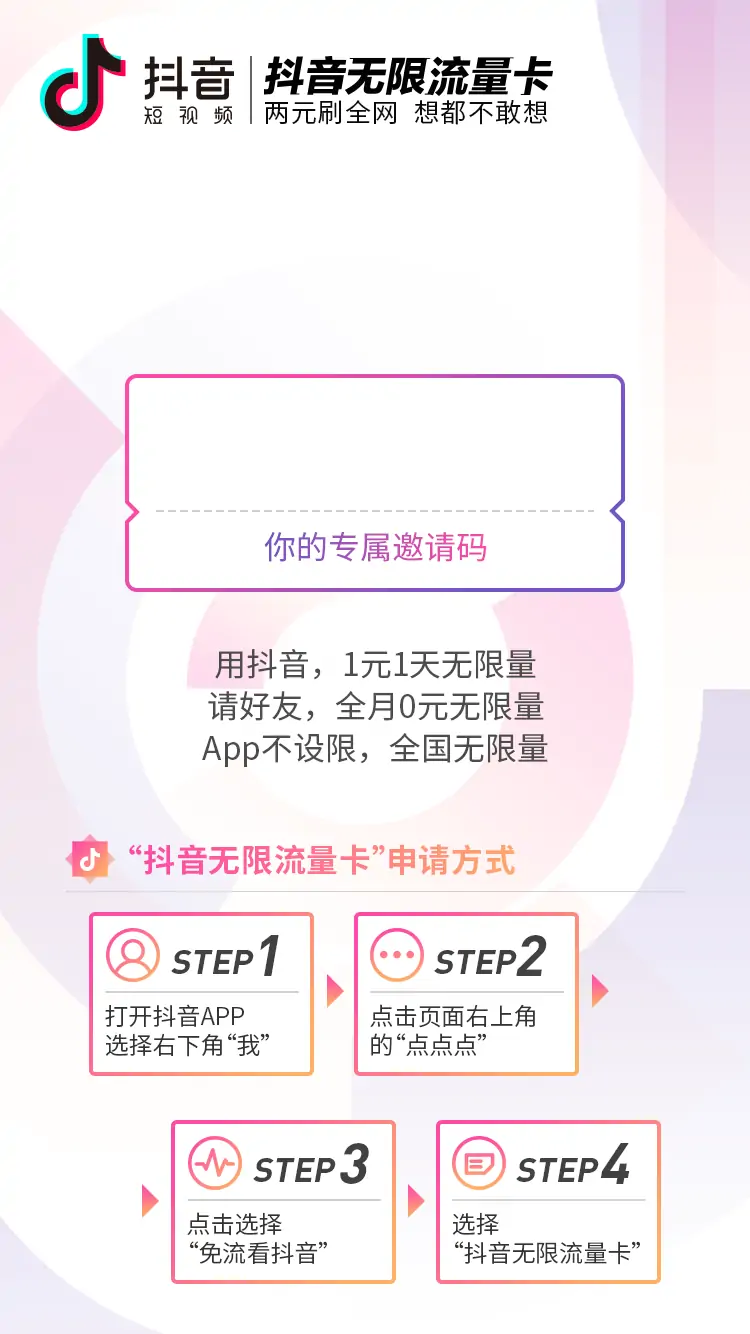 抖音
短视频
抖音无限流量卡
两元刷全网 想都不敢想
你的专属邀请码
用抖音，1元1天无限量
请好友，全月0元无限量
App不设限，全国无限量
“抖音无限流量卡”申请方式
STEP1
打开抖音APP
选择右下角“我”
STEP2
点击页面右上角
的“点点点”
STEP3
点击选择
“免流看抖音”
STEP4
选择
“抖音无限流量卡”